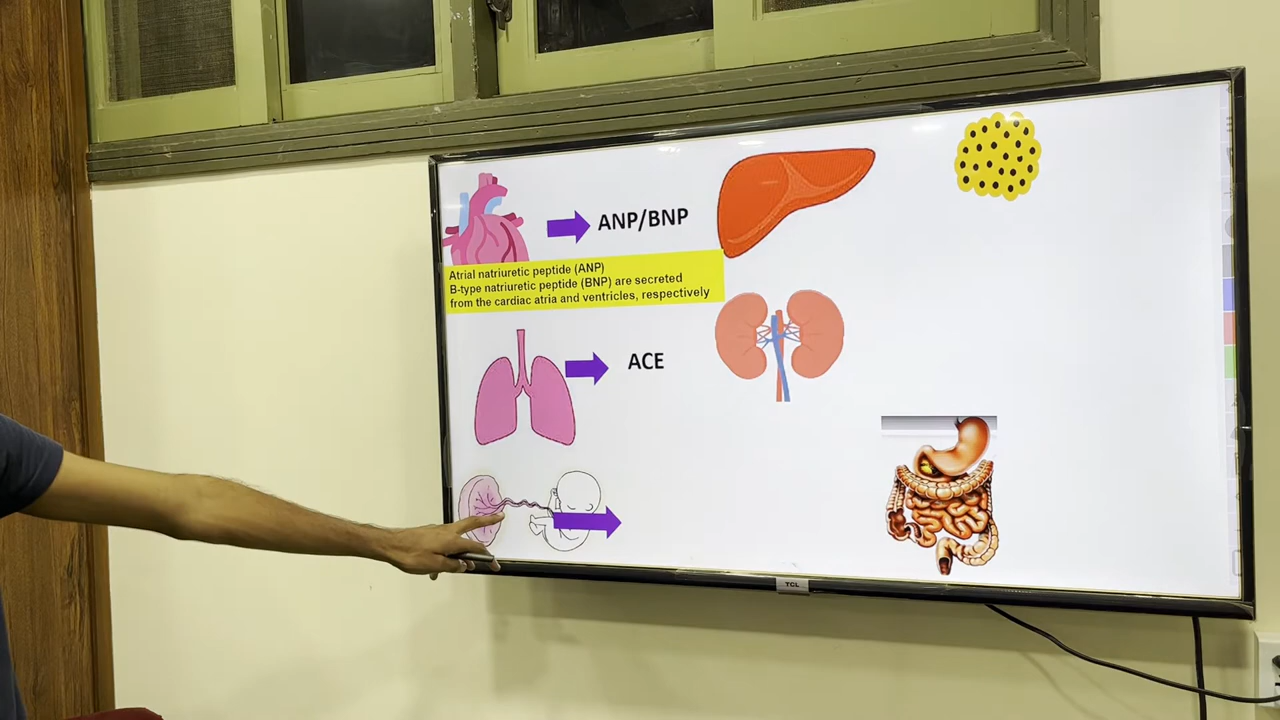 ANP/BNP
Atrial natriuretic peptide (ANP)
B-type natriuretic peptide (BNP) are secreted
from the cardiac atria and ventricles, respectively
ACE
TCL